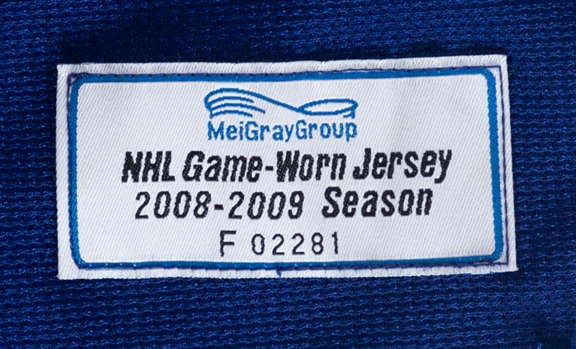 MeiGrayGroup
NHL Game-Worn Jersey
2008-2009 Season
F 02281